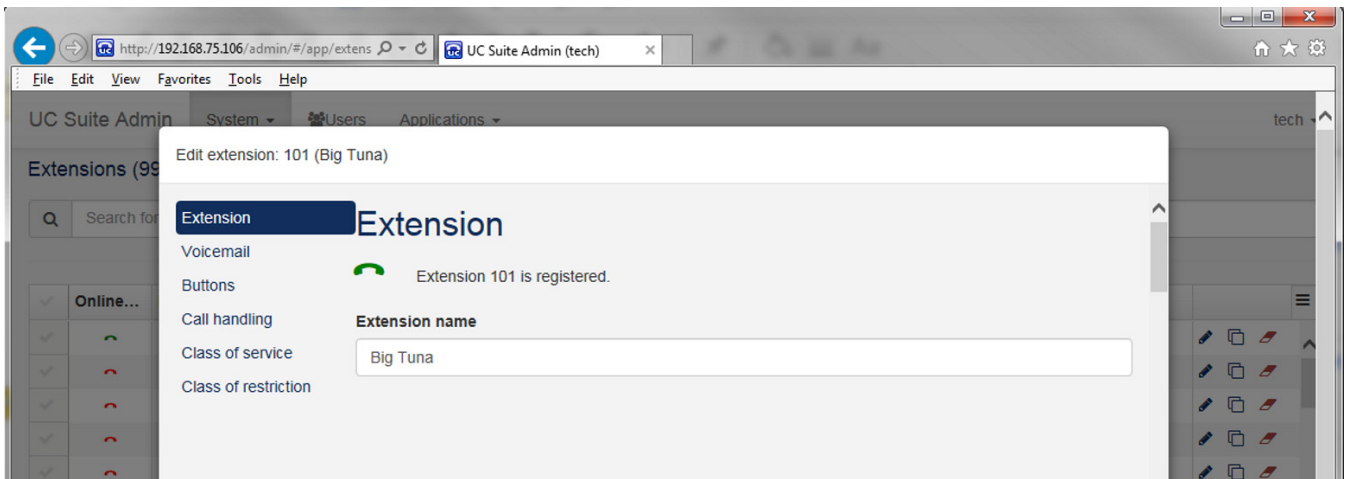 http://192.168.75.106/admin/#/app/extens
UC Suite Admin (tech)
File Edit View Favorites Tools Help
UC Suite Admin System Users Applications tech
Edit extension: 101 (Big Tuna)
Extensions (99
Search for
Extension
Voicemail
Buttons
Call handling
Class of service
Class of restriction
Extension
Extension 101 is registered.
Extension name
Big Tuna
Online...